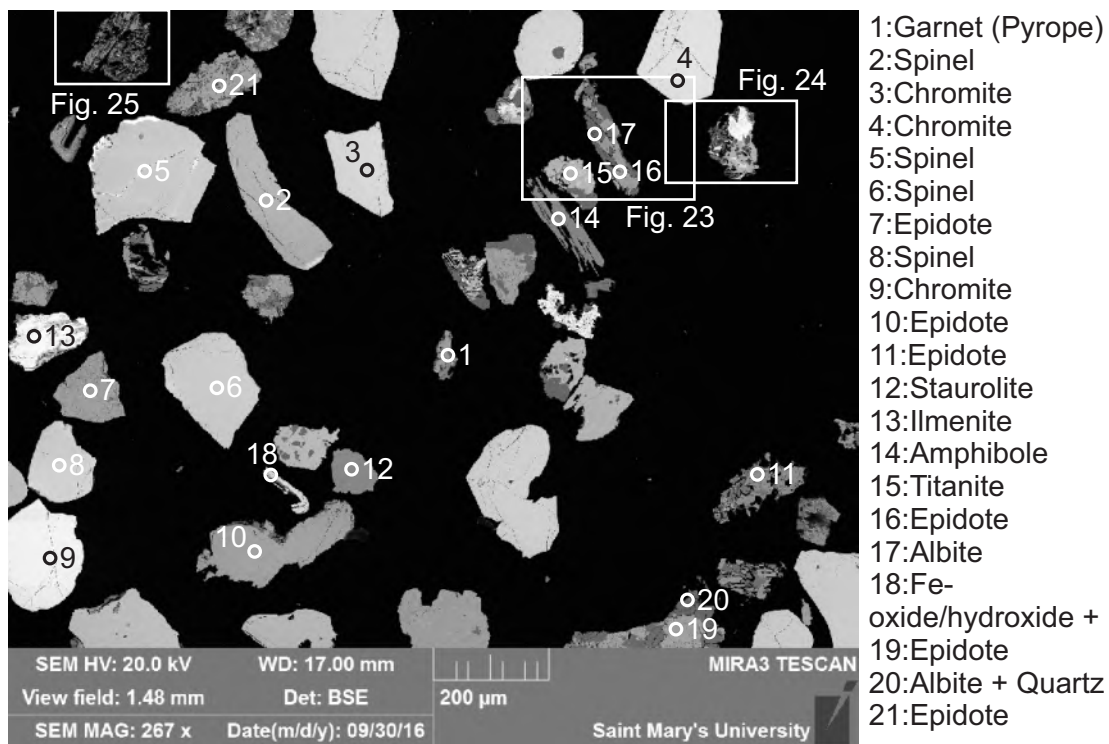 Fig. 25
21
4
Fig. 24
17
3
5
15
16
2
14
Fig. 23
13
1
7
6
18
8
12
11
10
9
20
19
SEM HV: 20.0 kV
WD: 17.00 mm
MIRA3 TESCAN
View field: 1.48 mm
Det: BSE
200 µm
SEM MAG: 267 x
Date(m/d/y): 09/30/16
Saint Mary's University
1:Garnet (Pyrope)
2:Spinel
3:Chromite
4:Chromite
5:Spinel
6:Spinel
7:Epidote
8:Spinel
9:Chromite
10:Epidote
11:Epidote
12:Staurolite
13:Ilmenite
14:Amphibole
15:Titanite
16:Epidote
17:Albite
18:Fe-
oxide/hydroxide +
19:Epidote
20:Albite + Quartz
21:Epidote